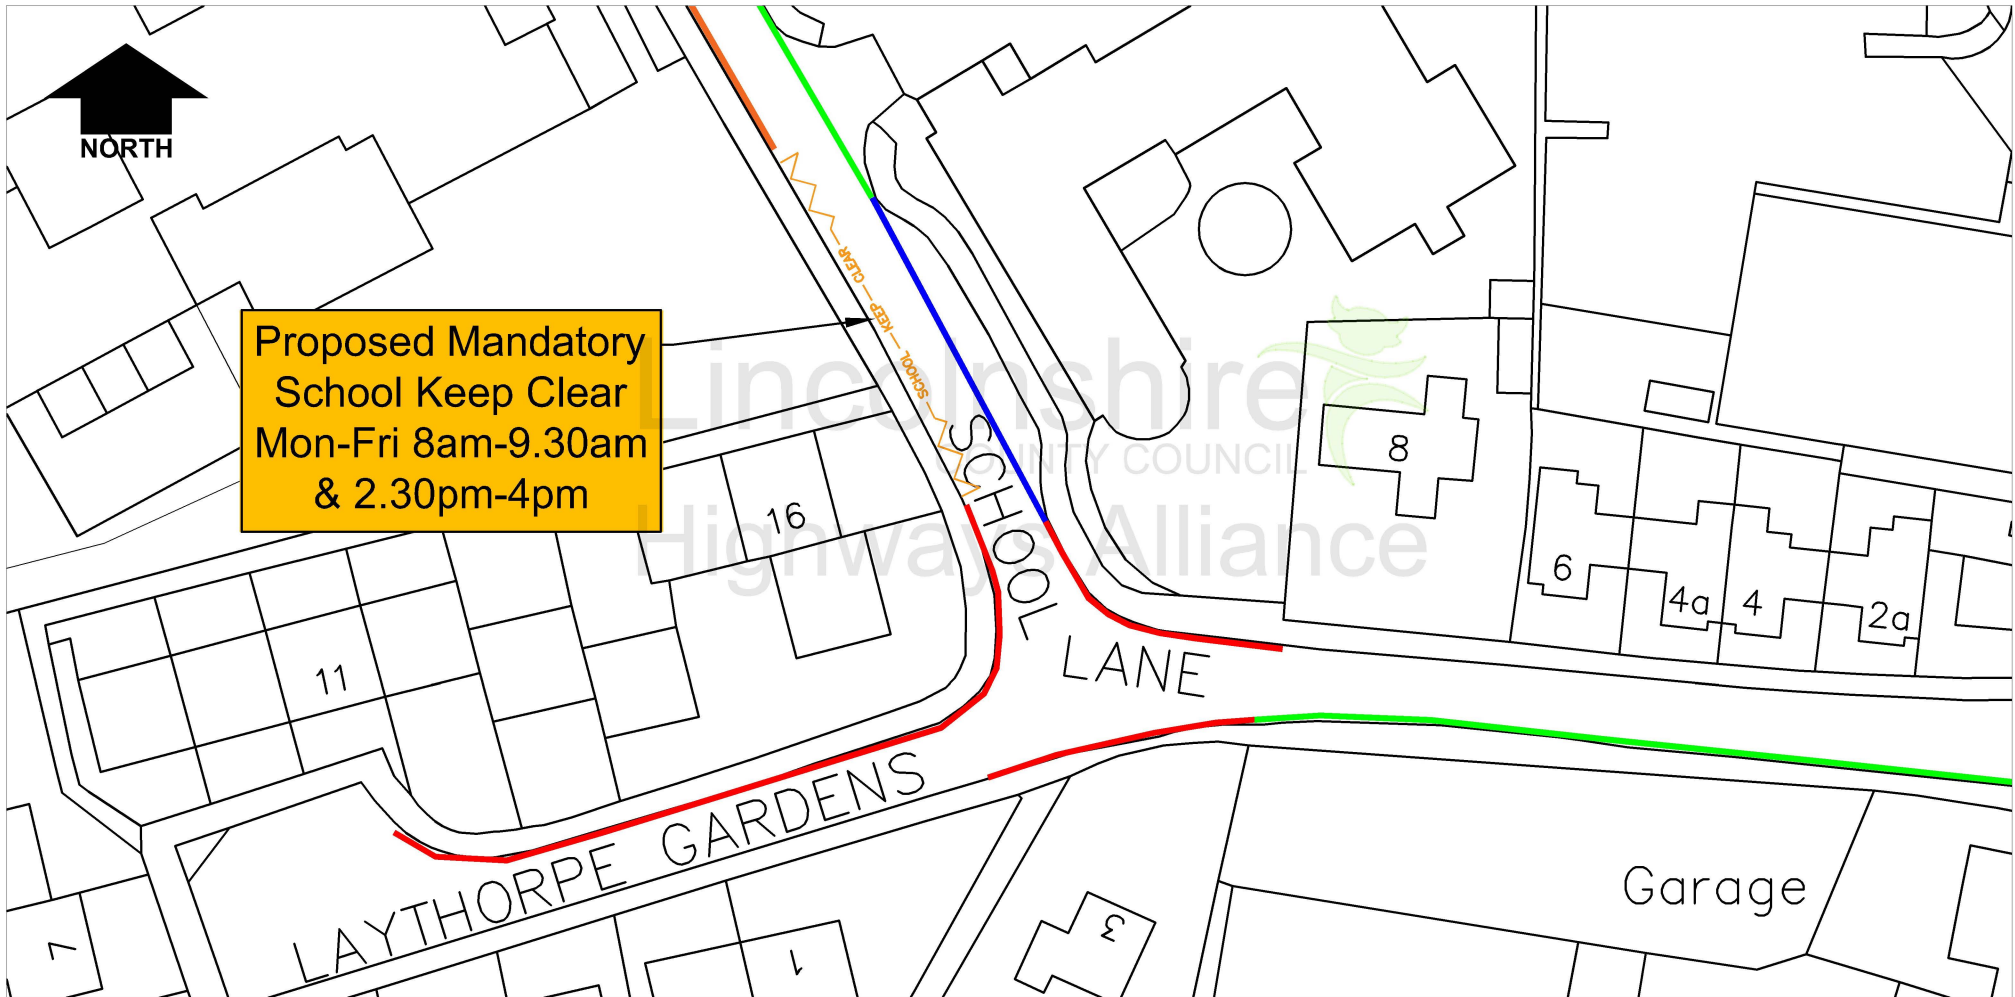 NORTH
Proposed Mandatory
School Keep Clear
Mon-Fri 8am-9.30am
& 2.30pm-4pm
SCHOOL KEEP CLEAR
Lincolnshire
COUNTY COUNCIL
Highways Alliance
SCHOOL LANE
LAYTHORPE GARDENS
16
11
8
6
4a
4
2a
Garage
3
1
7